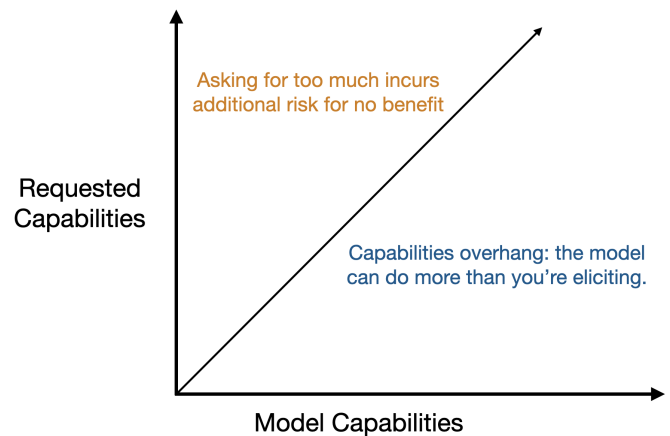 Asking for too much incurs
additional risk for no benefit
Requested
Capabilities
Capabilities overhang: the model
can do more than you’re eliciting.
Model Capabilities